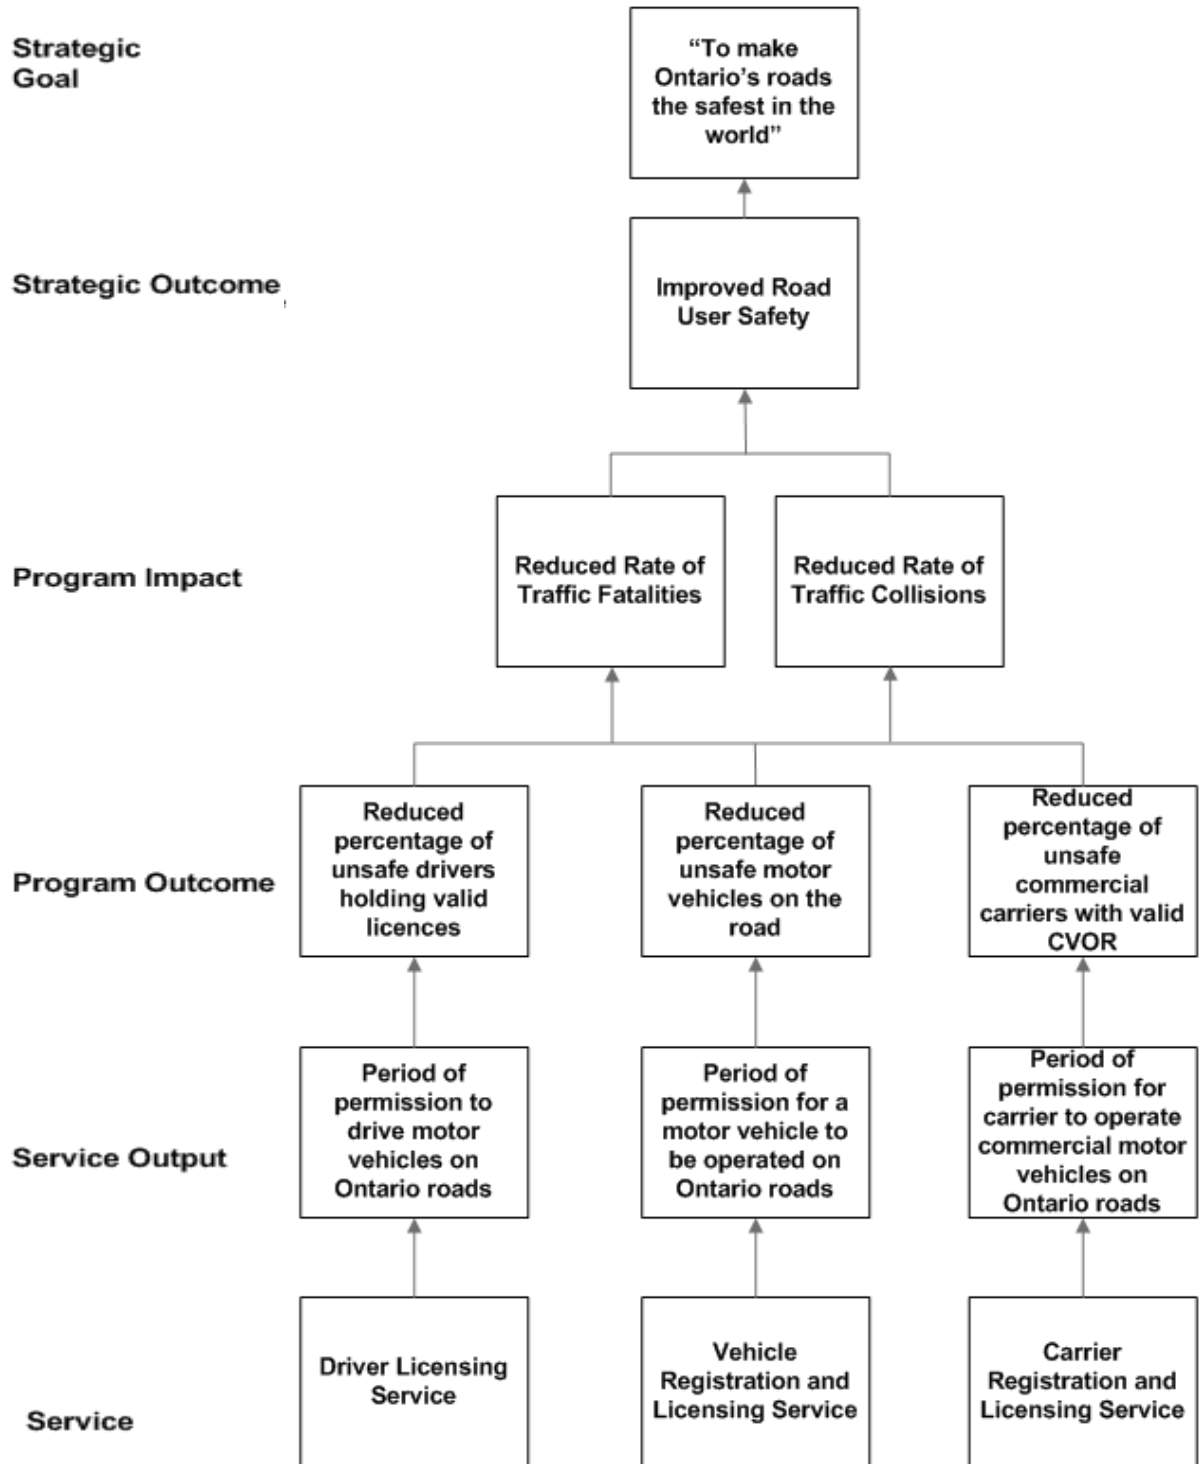 Strategic
Goal
“To make
Ontario’s roads
the safest in the
world”
Strategic Outcome
Improved Road
User Safety
Program Impact
Reduced Rate of
Traffic Fatalities
Reduced Rate of
Traffic Collisions
Program Outcome
Reduced
percentage of
unsafe drivers
holding valid
licences
Reduced
percentage of
unsafe motor
vehicles on the
road
Reduced
percentage of
unsafe
commercial
carriers with valid
CVOR
Service Output
Period of
permission to
drive motor
vehicles on
Ontario roads
Period of
permission for a
motor vehicle to
be operated on
Ontario roads
Period of
permission for
carrier to operate
commercial motor
vehicles on
Ontario roads
Service
Driver Licensing
Service
Vehicle
Registration and
Licensing Service
Carrier
Registration and
Licensing Service